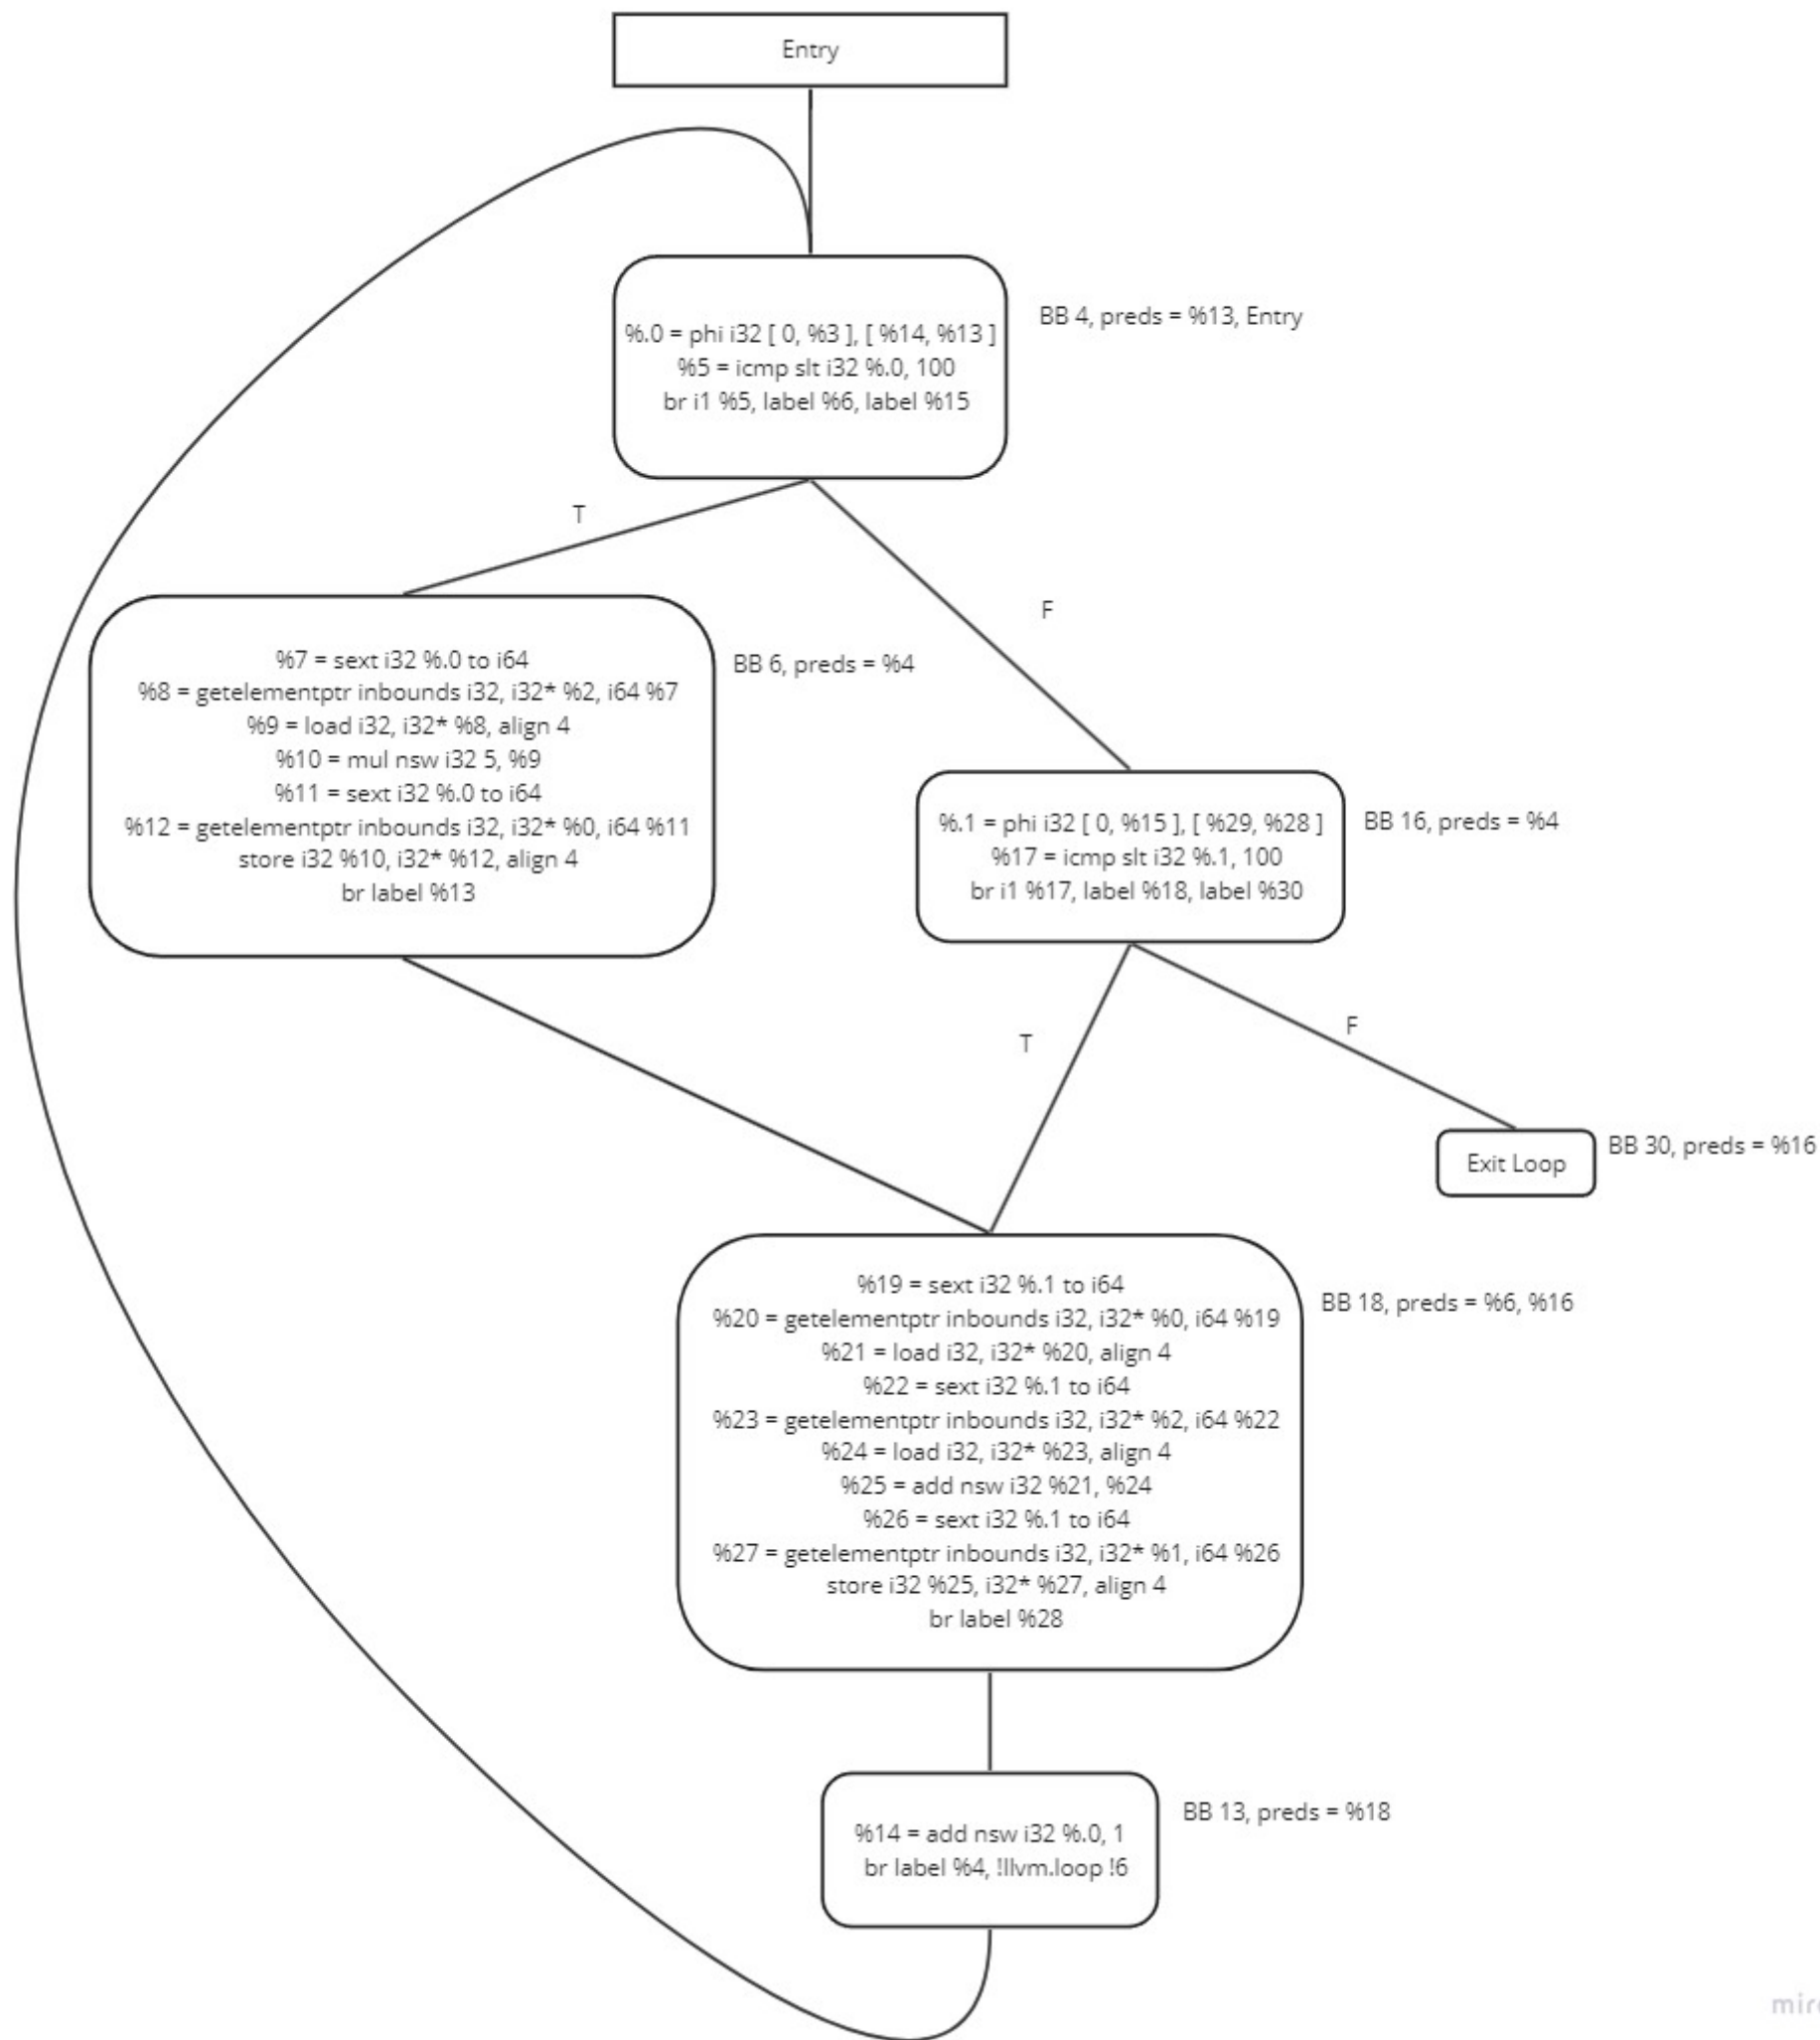 Entry
%.0 = phi i32 [ 0, %3 ], [ %14, %13 ]
%5 = icmp slt i32 %.0, 100
br i1 %5, label %6, label %15
BB 4, preds = %13, Entry
T
F
%7 = sext i32 %.0 to i64
%8 = getelementptr inbounds i32, i32* %2, i64 %7
%9 = load i32, i32* %8, align 4
%10 = mul nsw i32 5, %9
%11 = sext i32 %.0 to i64
%12 = getelementptr inbounds i32, i32* %0, i64 %11
store i32 %10, i32* %12, align 4
br label %13
BB 6, preds = %4
%.1 = phi i32 [ 0, %15 ], [ %29, %28 ]
%17 = icmp slt i32 %.1, 100
br i1 %17, label %18, label %30
BB 16, preds = %4
T
F
Exit Loop
BB 30, preds = %16
%19 = sext i32 %.1 to i64
%20 = getelementptr inbounds i32, i32* %0, i64 %19
%21 = load i32, i32* %20, align 4
%22 = sext i32 %.1 to i64
%23 = getelementptr inbounds i32, i32* %2, i64 %22
%24 = load i32, i32* %23, align 4
%25 = add nsw i32 %21, %24
%26 = sext i32 %.1 to i64
%27 = getelementptr inbounds i32, i32* %1, i64 %26
store i32 %25, i32* %27, align 4
br label %28
BB 18, preds = %6, %16
%14 = add nsw i32 %.0, 1
br label %4, !llvm.loop !6
BB 13, preds = %18